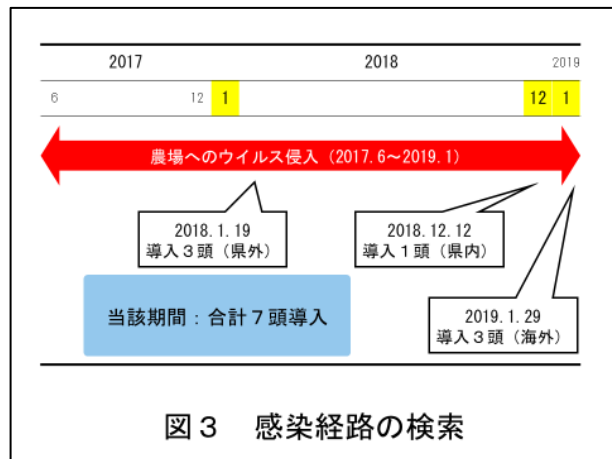 2017 2018 2019
6 12 1 12 1
農場へのウイルス侵入（2017.6～2019.1）
2018.1.19
導入３頭（県外）
2018.12.12
導入１頭（県内）
当該期間：合計７頭導入
2019.1.29
導入３頭（海外）
図３　感染経路の検索